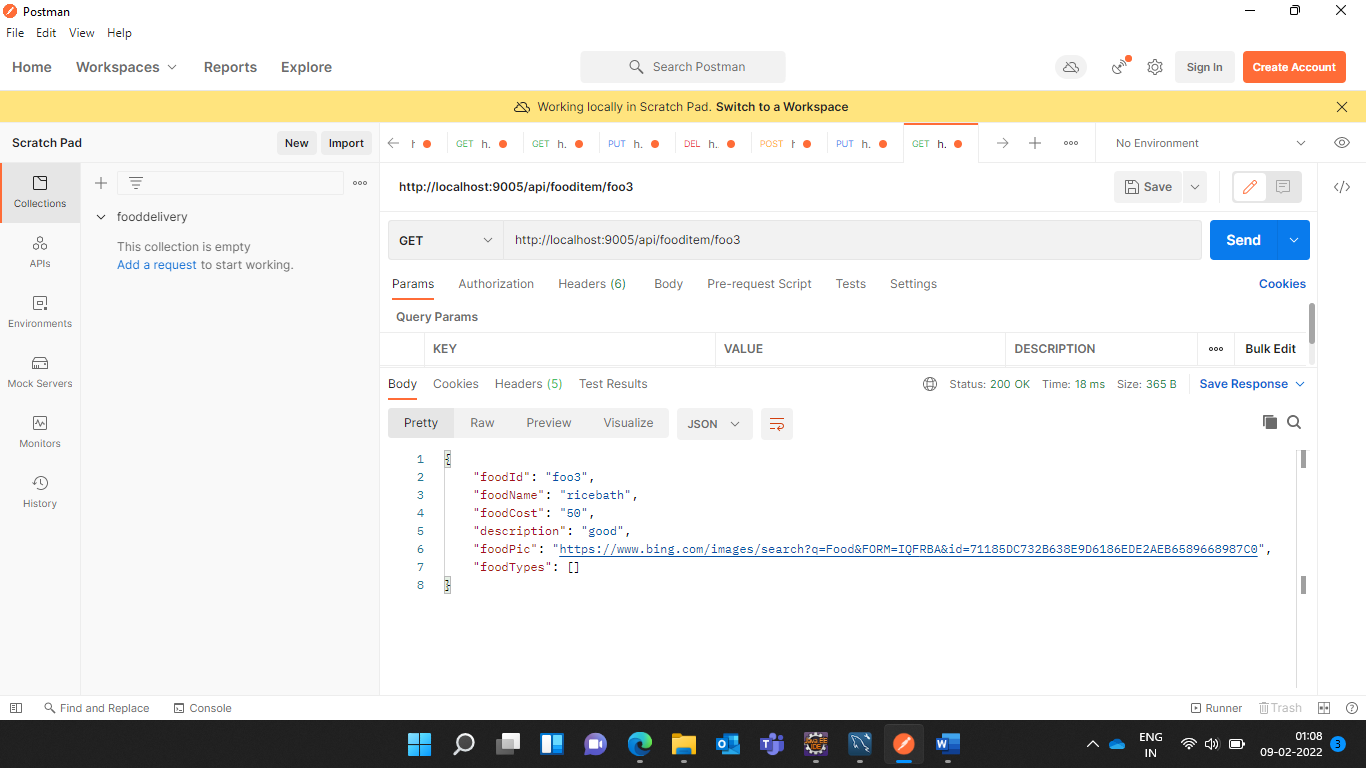 Postman
File Edit View Help
Home Workspaces Reports Explore Search Postman Sign In Create Account
Working locally in Scratch Pad. Switch to a Workspace
Scratch Pad New Import
GET h. GET h. PUT h. DEL h. POST h PUT h. GET h. No Environment
Collections
APIs
Environments
Mock Servers
Monitors
History
fooddelivery
This collection is empty
Add a request to start working.
http://localhost:9005/api/fooditem/foo3 Save
GET http://localhost:9005/api/fooditem/foo3 Send
Params Authorization Headers (6) Body Pre-request Script Tests Settings Cookies
Query Params
KEY VALUE DESCRIPTION Bulk Edit
Body Cookies Headers (5) Test Results Status: 200 OK Time: 18 ms Size: 365 B Save Response
Pretty Raw Preview Visualize JSON
1 {
2 "foodId": "foo3",
3 "foodName": "ricebath",
4 "foodCost": "50",
5 "description": "good",
6 "foodPic": "https://www.bing.com/images/search?q=Food&FORM=IQFRBA&id=71185DC732B638E9D6186EDE2AEB6589668987C0",
7 "foodTypes": []
8 }
Find and Replace Console Runner Trash
ENG
IN
01:08
09-02-2022 3